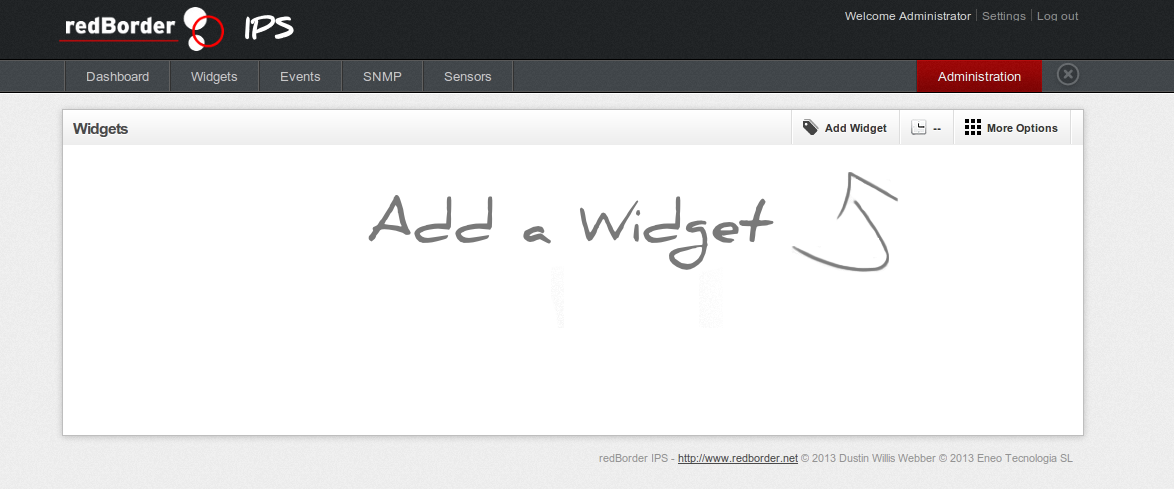 redBorder IPS
Welcome Administrator Settings Log out
Dashboard Widgets Events SNMP Sensors Administration
Widgets Add Widget -- More Options
Add a Widget
redBorder IPS - http://www.redborder.net © 2013 Dustin Willis Webber © 2013 Eneo Tecnologia SL